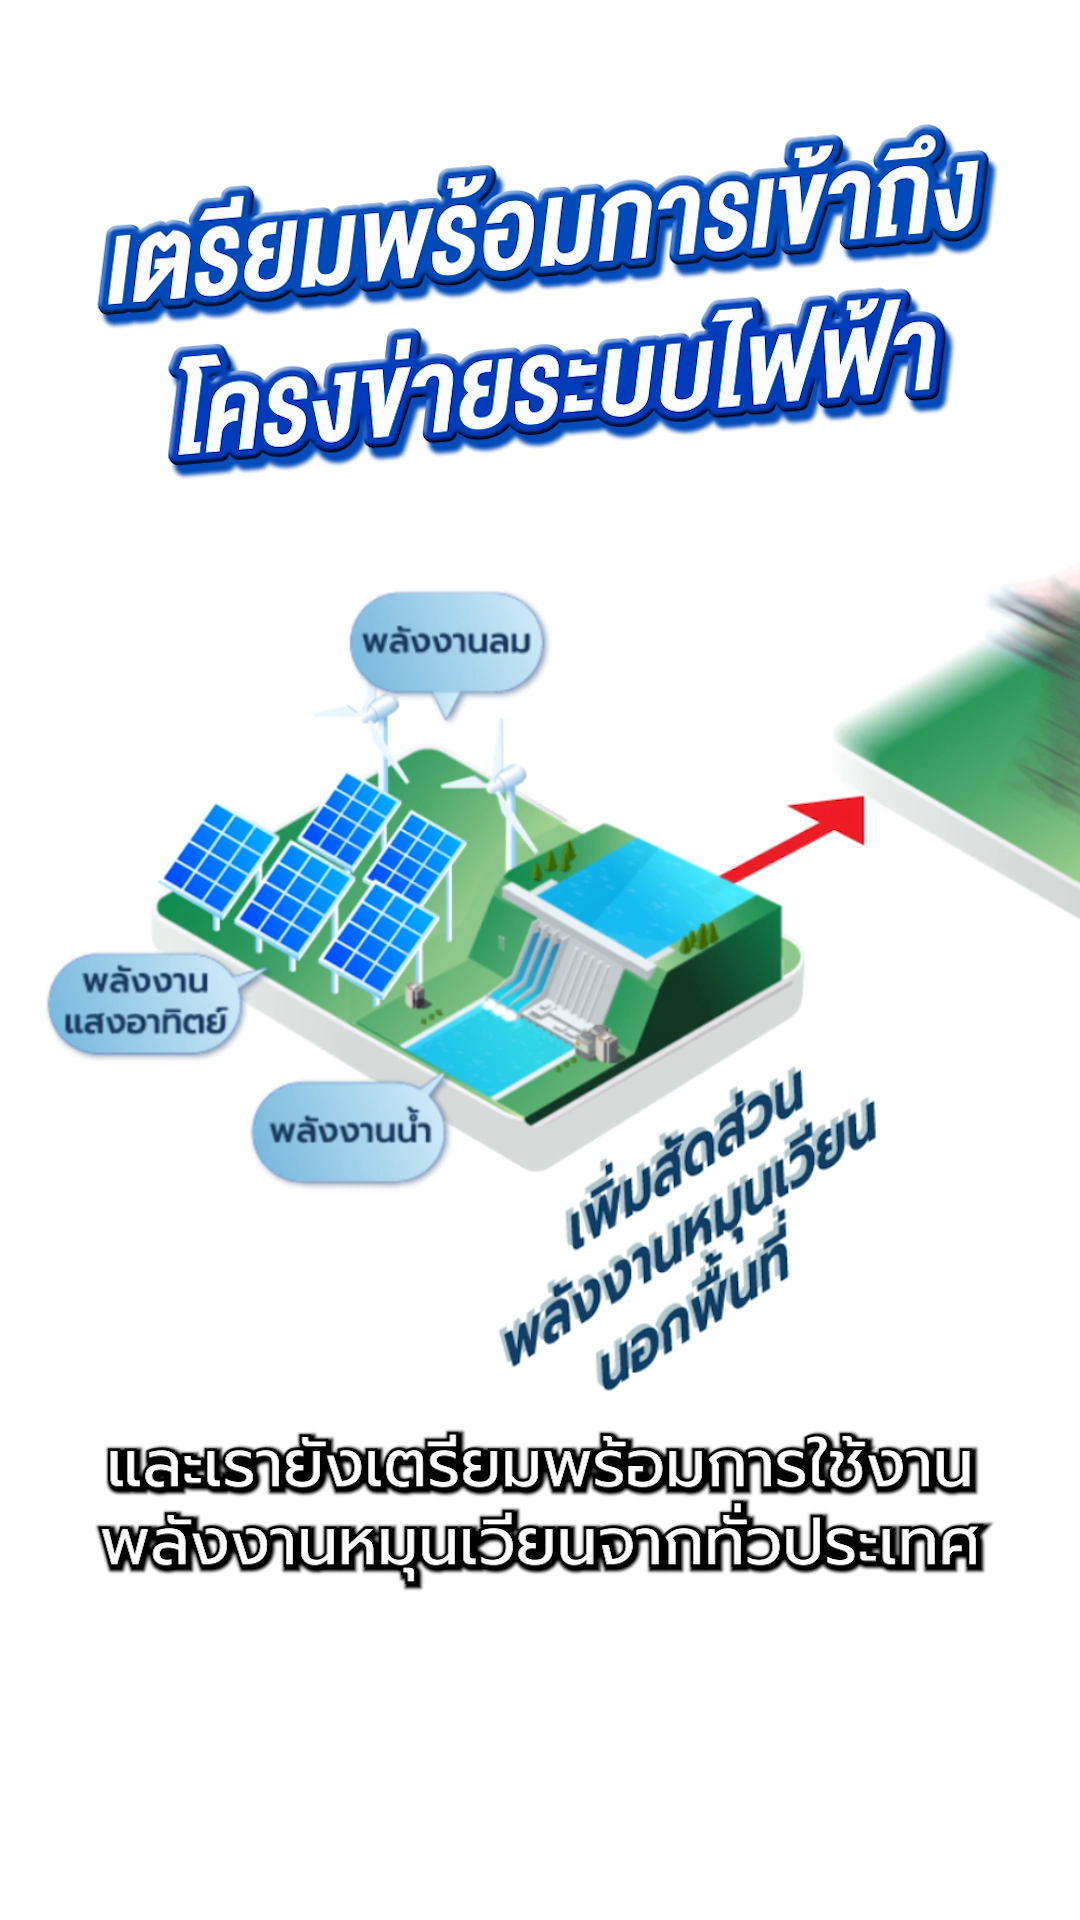 เตรียมพร้อมการเข้าถึง
โครงข่ายระบบไฟฟ้า
พลังงานลม
พลังงาน
แสงอาทิตย์
พลังงานน้ำ
เพิ่มสัดส่วน
พลังงานหมุนเวียน
นอกพื้นที่
และเรายังเตรียมพร้อมการใช้งาน
พลังงานหมุนเวียนจากทั่วประเทศ